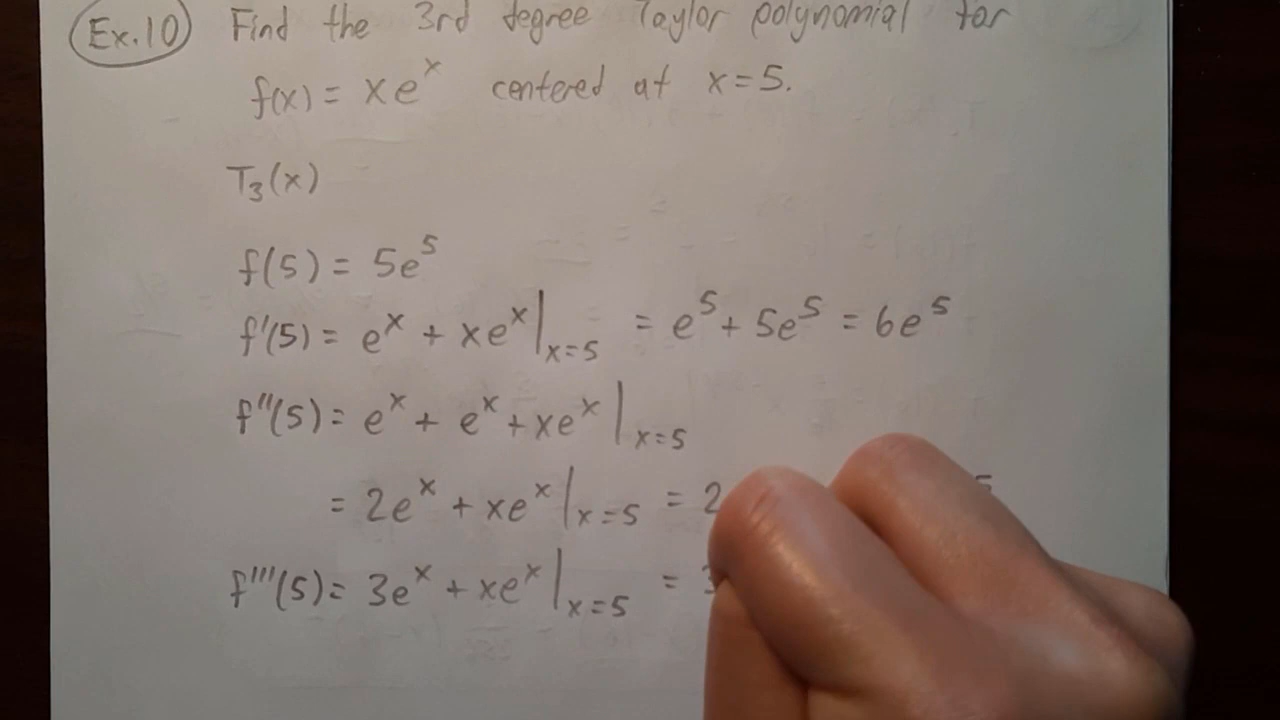 Ex.10 Find the 3rd degree Taylor polynomial for
f(x) = xe^x centered at x=5.
T₃(x)
f(5) = 5e^5
f'(5) = e^x + xe^x |x=5 = e^5 + 5e^5 = 6e^5
f''(5) = e^x + e^x + xe^x |x=5
= 2e^x + xe^x |x=5 = 2
f'''(5) = 3e^x + xe^x |x=5 =